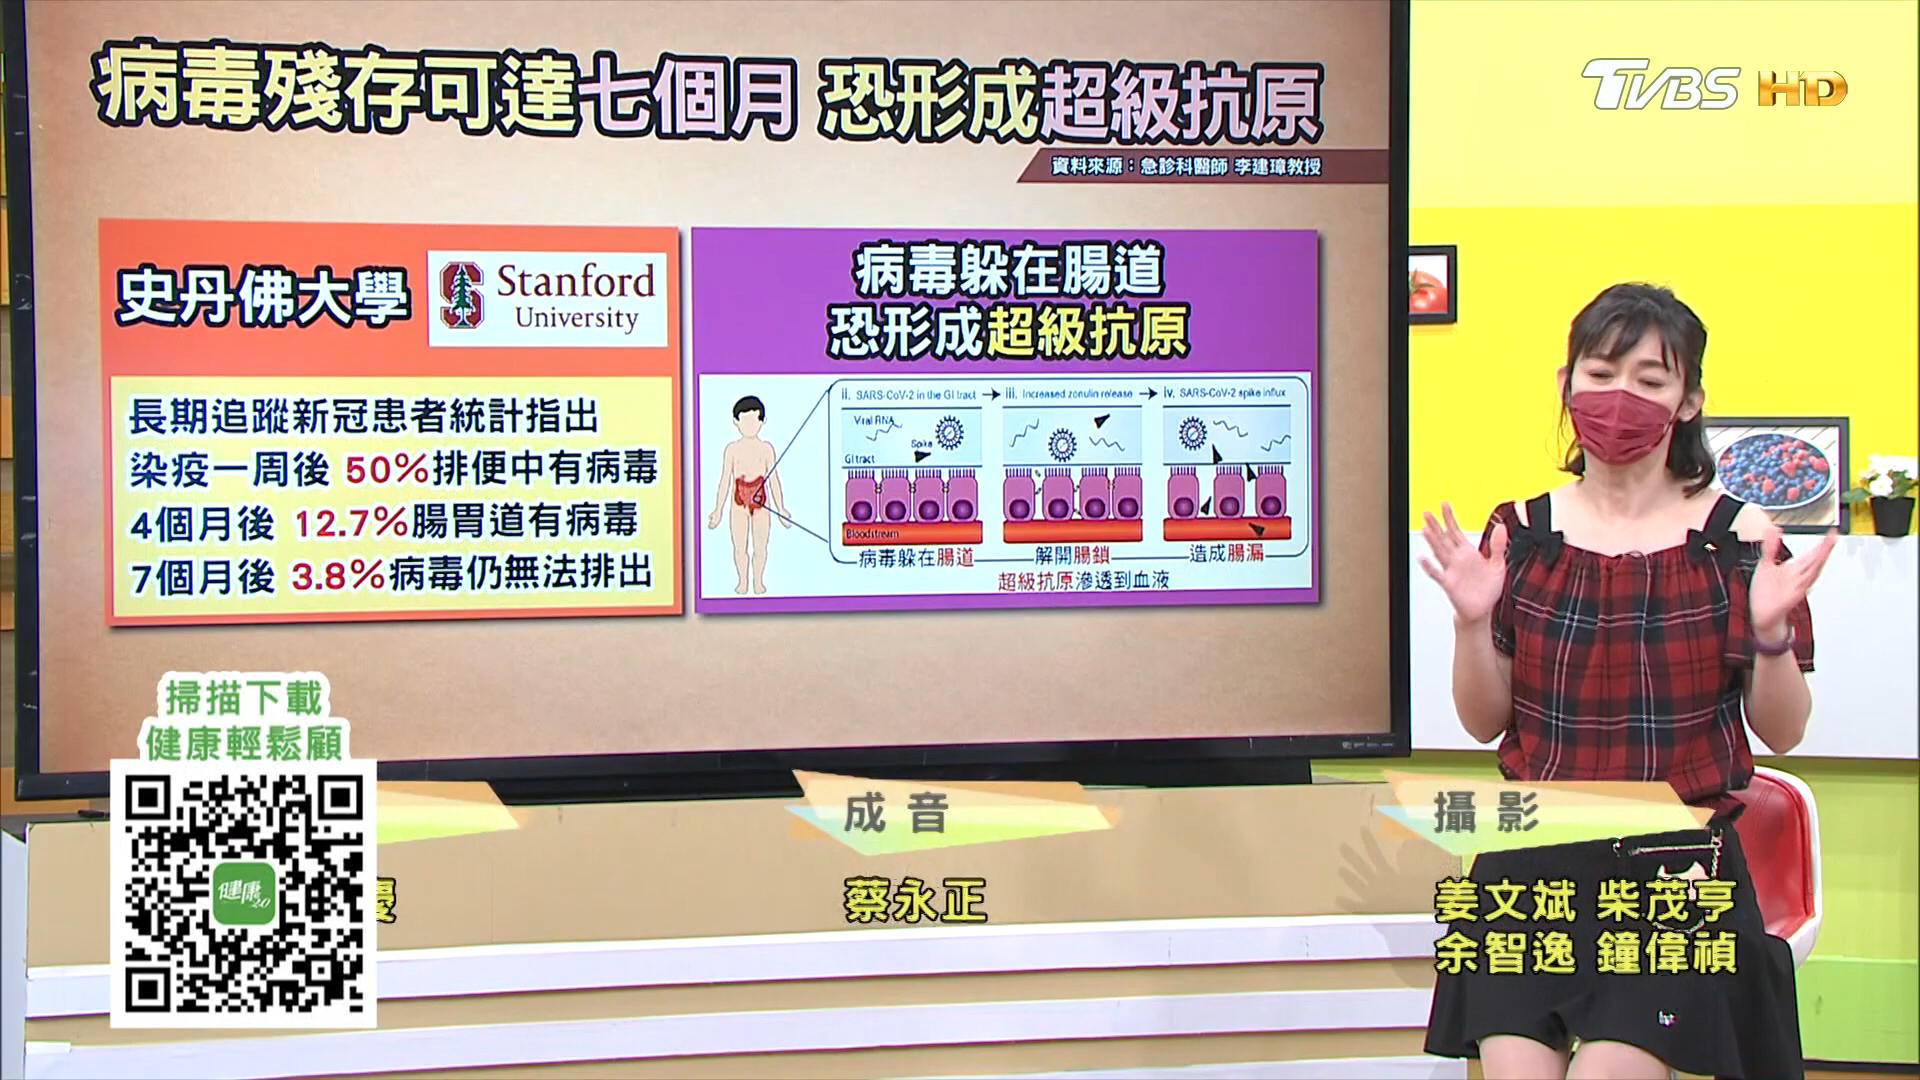 病毒殘存可達七個月 恐形成超級抗原
TVBS HD
資料來源：急診科醫師 李建璋教授
史丹佛大學
Stanford
University
長期追蹤新冠患者統計指出
染疫一周後 50%排便中有病毒
4個月後 12.7%腸胃道有病毒
7個月後 3.8%病毒仍無法排出
病毒躲在腸道
恐形成超級抗原
ii. SARS-CoV-2 in the GI tract
iii. Increased zonulin release
iv. SARS-CoV-2 spike influx
Viral RNA
Spike
GI tract
Bloodstream
病毒躲在腸道
解開腸鎖
造成腸漏
超級抗原滲透到血液
掃描下載
健康輕鬆顧
健康2.0
成音
蔡永正
攝影
姜文斌 柴茂亨
余智逸 鐘偉禎